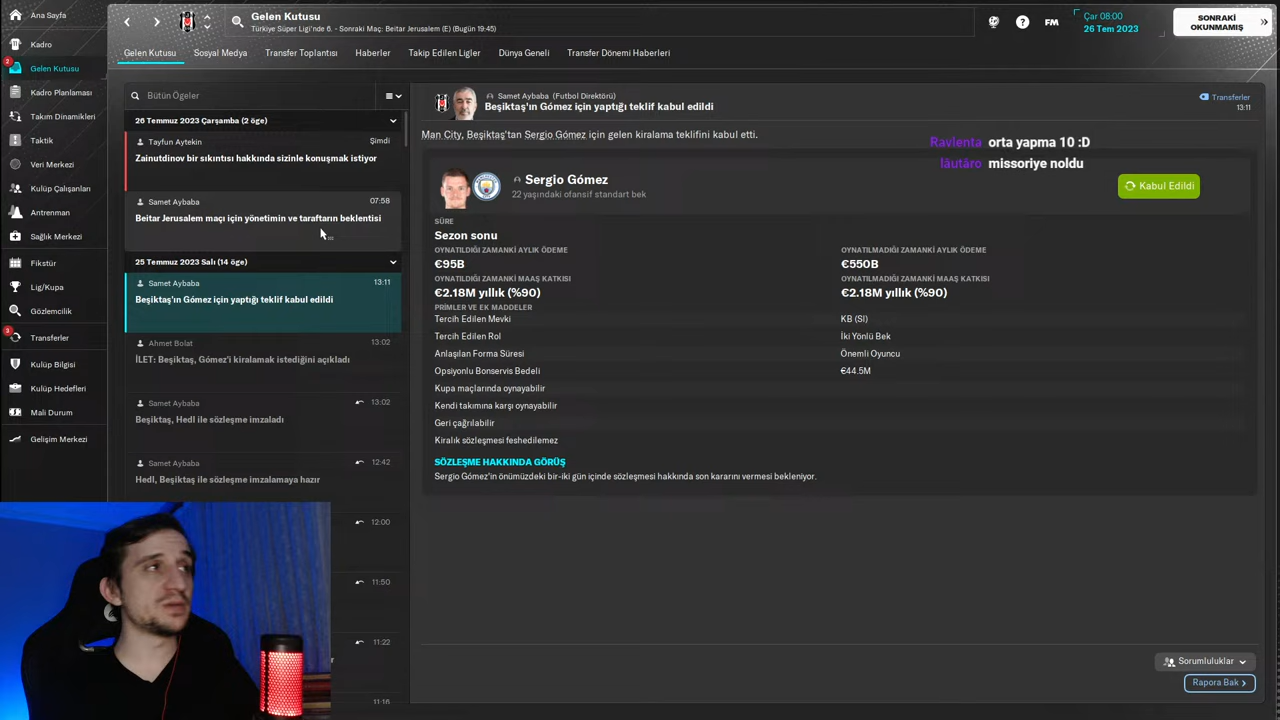 Ana Sayfa
Kadro
2
Gelen Kutusu
Kadro Planlaması
Takım Dinamikleri
Taktik
Veri Merkezi
Kulüp Çalışanları
Antrenman
Sağlık Merkezi
Fikstür
Lig/Kupa
Gözlemcilik
3
Transferler
Kulüp Bilgisi
Kulüp Hedefleri
Mali Durum
Gelişim Merkezi
Gelen Kutusu
Türkiye Süper Ligi'nde 6. - Sonraki Maç: Beitar Jerusalem (E) (Bugün 19:40)
FM
Çar 08:00
26 Tem 2023
SONRAKİ
OKUNMAMIŞ
Gelen Kutusu
Sosyal Medya
Transfer Toplantısı
Haberler
Takip Edilen Ligler
Dünya Geneli
Transfer Dönemi Haberleri
Bütün Ögeler
26 Temmuz 2023 Çarşamba (2 öge)
Tayfun Aytekin
Şimdi
Zainutdinov bir sıkıntısı hakkında sizinle konuşmak istiyor
Samet Aybaba
07:58
Beitar Jerusalem maçı için yönetimin ve taraftarın beklentisi
25 Temmuz 2023 Salı (14 öge)
Samet Aybaba
13:11
Beşiktaş'ın Gómez için yaptığı teklif kabul edildi
Ahmet Bolat
13:02
İLET: Beşiktaş, Gómez'i kiralamak istediğini açıkladı
Samet Aybaba
13:02
Beşiktaş, Hedl ile sözleşme imzaladı
Samet Aybaba
12:42
Hedl, Beşiktaş ile sözleşme imzalamaya hazır
12:00
11:50
11:22
11:16
Samet Aybaba (Futbol Direktörü)
Beşiktaş'ın Gómez için yaptığı teklif kabul edildi
Transferler
13:11
Man City, Beşiktaş'tan Sergio Gómez için gelen kiralama teklifini kabul etti.
Ravlenta orta yapma 10 :D
låutåro missoriye noldu
Sergio Gómez
22 yaşındaki ofansif standart bek
Kabul Edildi
SÜRE
Sezon sonu
OYNATILDIĞI ZAMANKİ AYLIK ÖDEME
€95B
OYNATILMADIĞI ZAMANKİ AYLIK ÖDEME
€550B
OYNATILDIĞI ZAMANKİ MAAŞ KATKISI
€2.18M yıllık (%90)
OYNATILMADIĞI ZAMANKİ MAAŞ KATKISI
€2.18M yıllık (%90)
PRİMLER VE EK MADDELER
Tercih Edilen Mevki
KB (Sl)
Tercih Edilen Rol
İki Yönlü Bek
Anlaşılan Forma Süresi
Önemli Oyuncu
Opsiyonlu Bonservis Bedeli
€44.5M
Kupa maçlarında oynayabilir
Kendi takımına karşı oynayabilir
Geri çağrılabilir
Kiralık sözleşmesi feshedilemez
SÖZLEŞME HAKKINDA GÖRÜŞ
Sergio Gómez'in önümüzdeki bir-iki gün içinde sözleşmesi hakkında son kararını vermesi bekleniyor.
Sorumluluklar
Rapora Bak